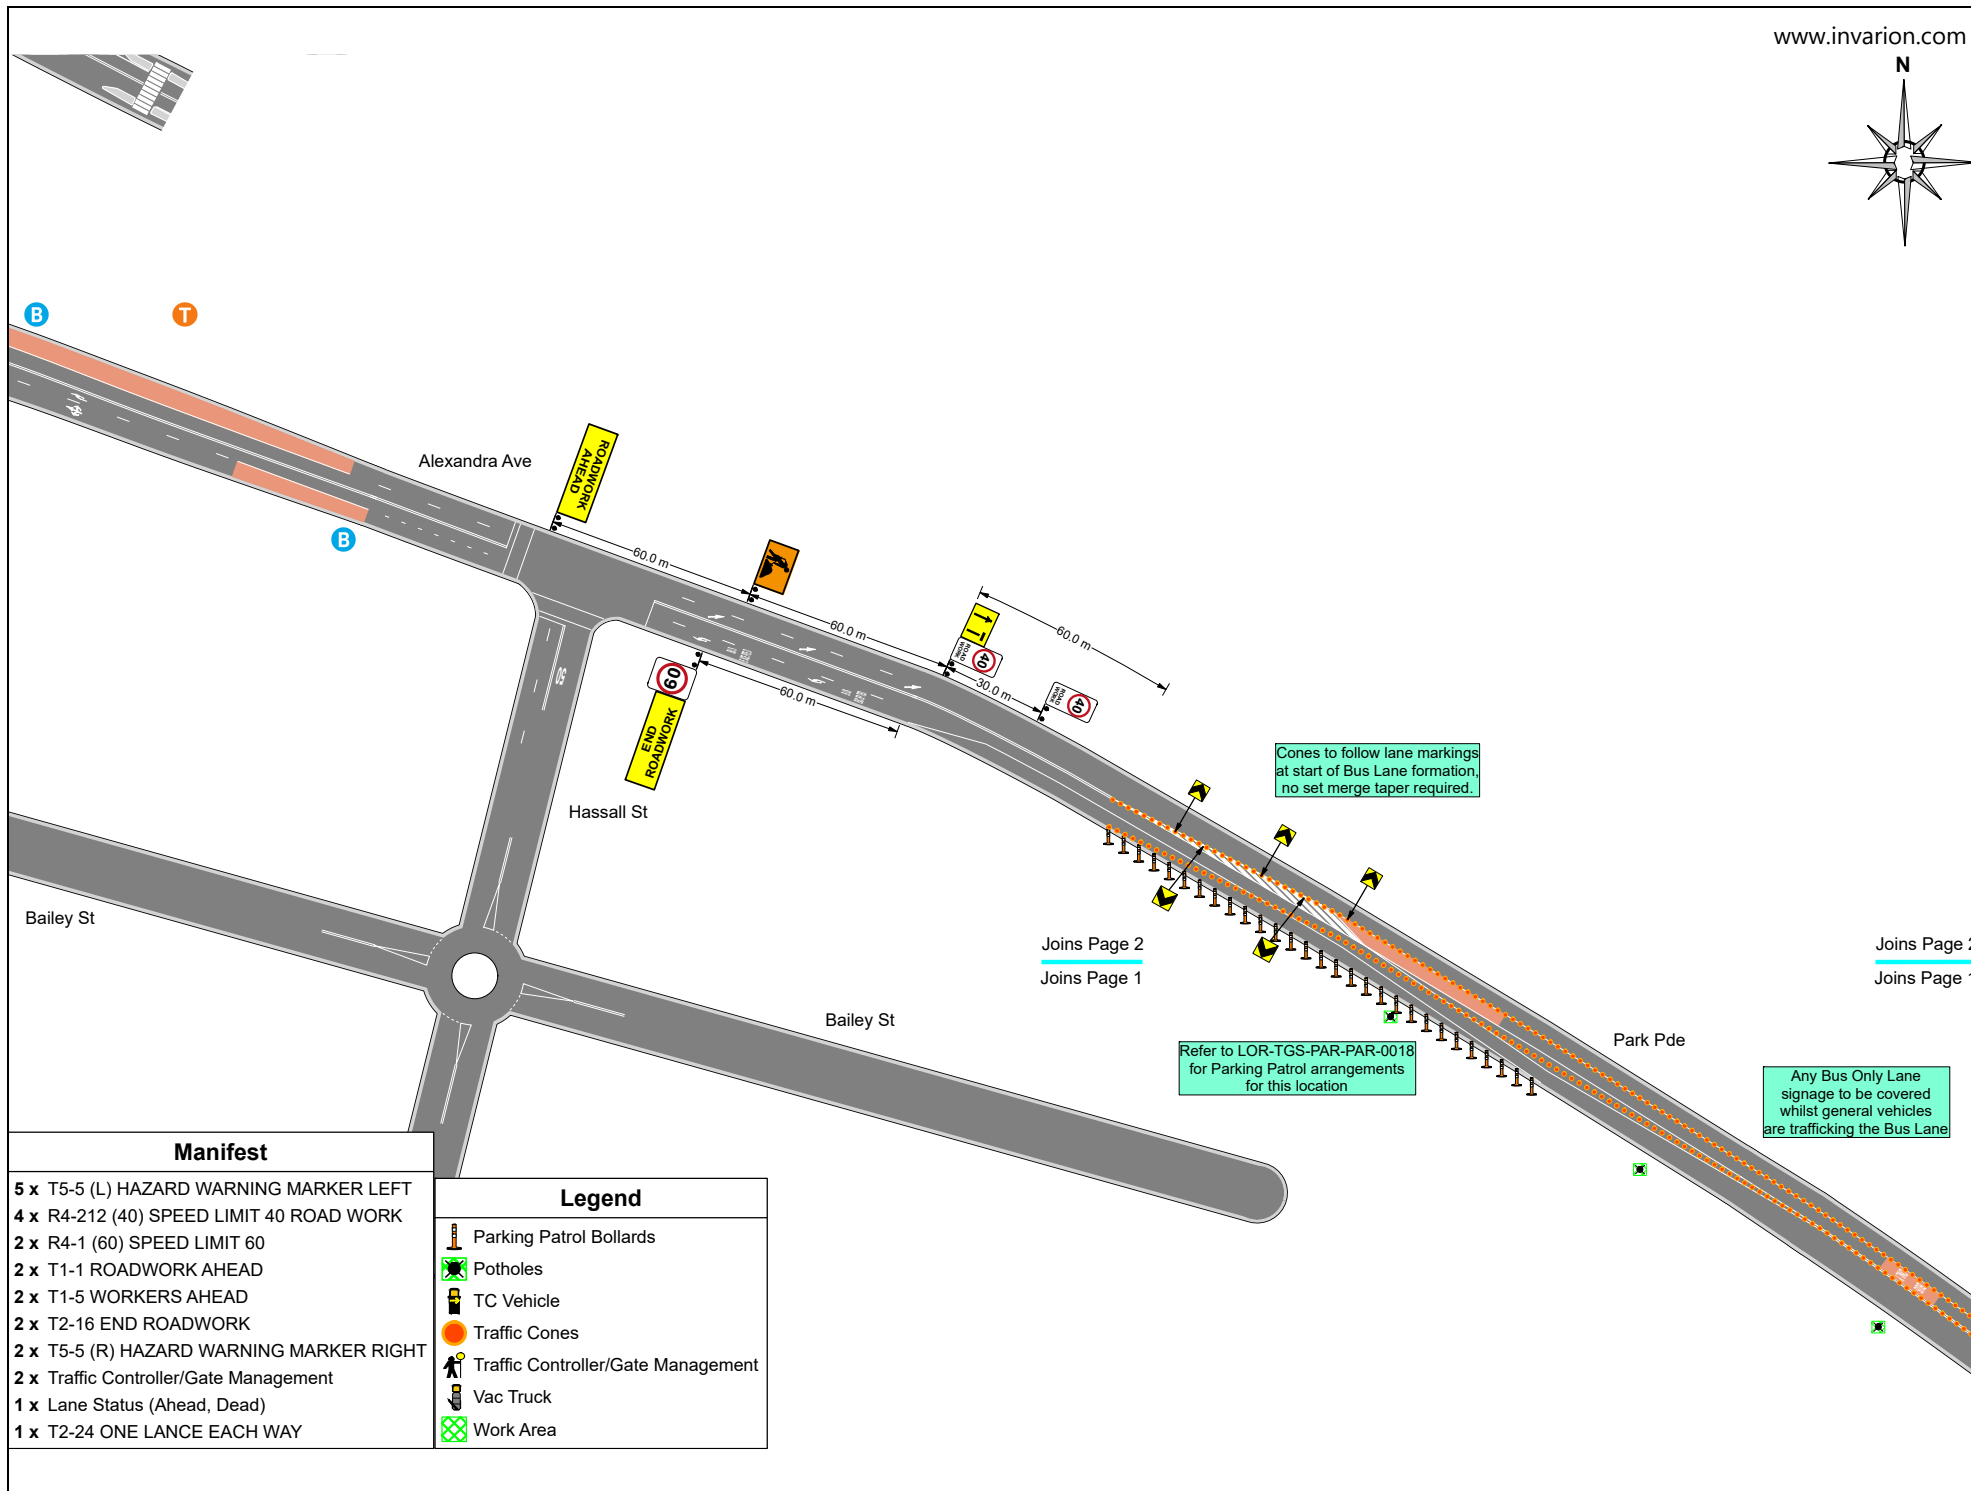 www.invarion.com
N
B
T
B
Alexandra Ave
ROADWORK
AHEAD
60.0 m
60.0 m
ROAD
WORK
40
60.0 m
30.0 m
ROAD
WORK
40
60
END
ROADWORK
60.0 m
Hassall St
Cones to follow lane markings
at start of Bus Lane formation,
no set merge taper required.
Bailey St
Joins Page 2
Joins Page 1
Joins Page 2
Joins Page 1
Bailey St
Park Pde
Refer to LOR-TGS-PAR-PAR-0018
for Parking Patrol arrangements
for this location
Any Bus Only Lane
signage to be covered
whilst general vehicles
are trafficking the Bus Lane
Manifest
5 x T5-5 (L) HAZARD WARNING MARKER LEFT
4 x R4-212 (40) SPEED LIMIT 40 ROAD WORK
2 x R4-1 (60) SPEED LIMIT 60
2 x T1-1 ROADWORK AHEAD
2 x T1-5 WORKERS AHEAD
2 x T2-16 END ROADWORK
2 x T5-5 (R) HAZARD WARNING MARKER RIGHT
2 x Traffic Controller/Gate Management
1 x Lane Status (Ahead, Dead)
1 x T2-24 ONE LANCE EACH WAY
Legend
Parking Patrol Bollards
Potholes
TC Vehicle
Traffic Cones
Traffic Controller/Gate Management
Vac Truck
Work Area